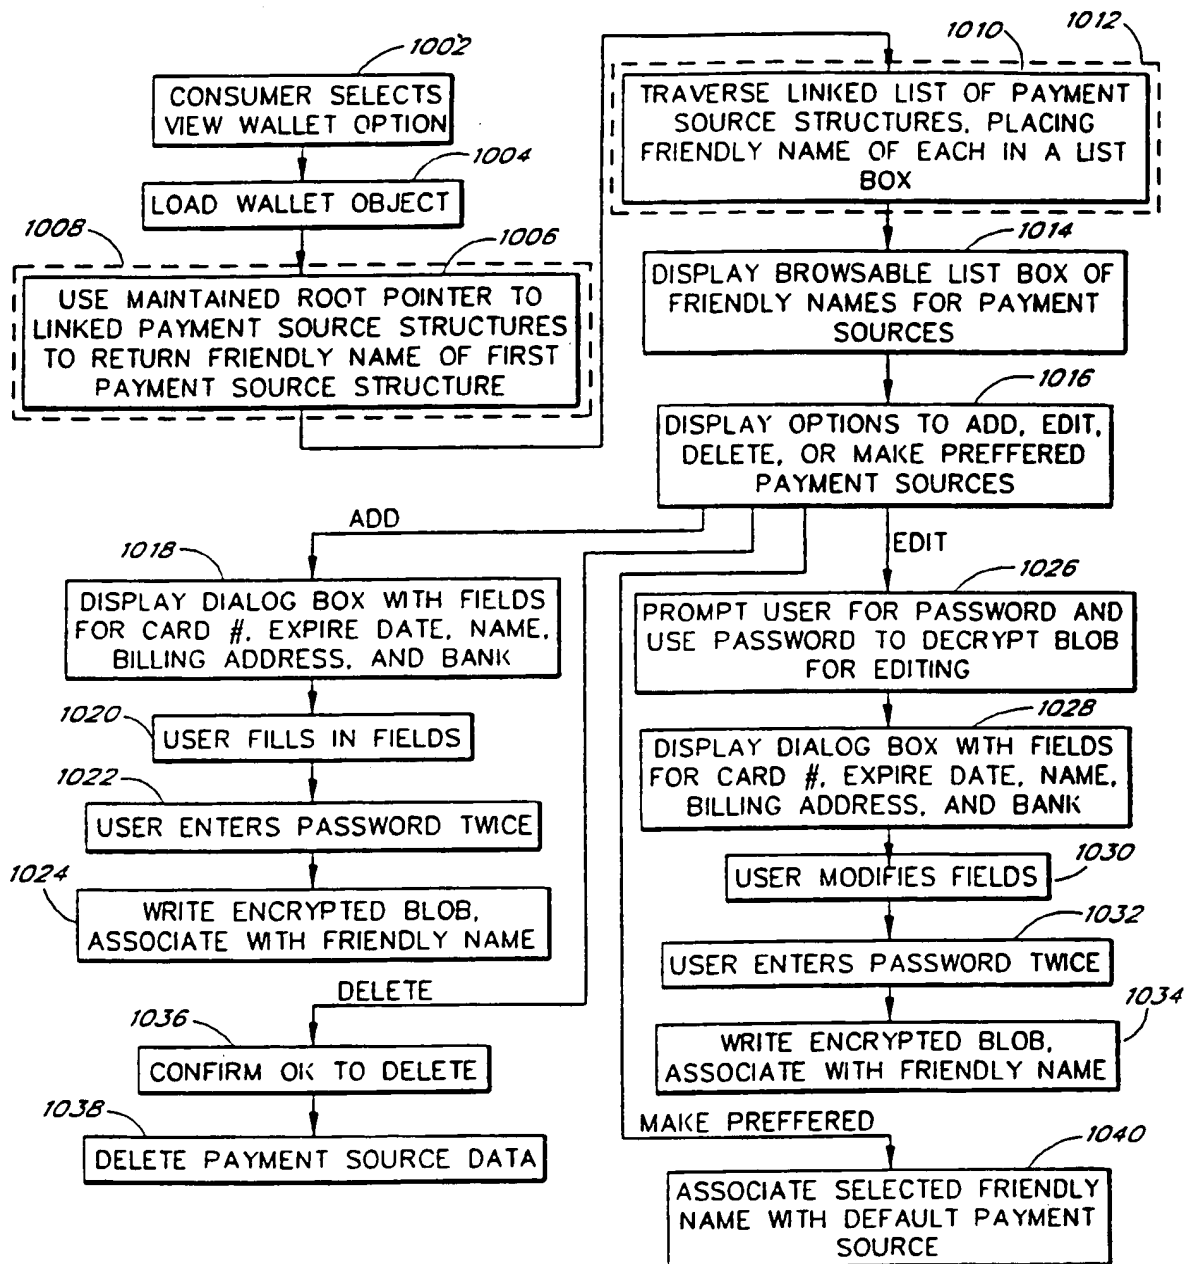 1002
CONSUMER SELECTS
VIEW WALLET OPTION
1004
LOAD WALLET OBJECT
1008
1006
USE MAINTAINED ROOT POINTER TO
LINKED PAYMENT SOURCE STRUCTURES
TO RETURN FRIENDLY NAME OF FIRST
PAYMENT SOURCE STRUCTURE
1012
1010
TRAVERSE LINKED LIST OF PAYMENT
SOURCE STRUCTURES, PLACING
FRIENDLY NAME OF EACH IN A LIST
BOX
1014
DISPLAY BROWSABLE LIST BOX OF
FRIENDLY NAMES FOR PAYMENT
SOURCES
1016
DISPLAY OPTIONS TO ADD, EDIT,
DELETE, OR MAKE PREFFERED
PAYMENT SOURCES
ADD
1018
DISPLAY DIALOG BOX WITH FIELDS
FOR CARD #, EXPIRE DATE, NAME,
BILLING ADDRESS, AND BANK
1020
USER FILLS IN FIELDS
1022
USER ENTERS PASSWORD TWICE
1024
WRITE ENCRYPTED BLOB,
ASSOCIATE WITH FRIENDLY NAME
EDIT
1026
PROMPT USER FOR PASSWORD AND
USE PASSWORD TO DECRYPT BLOB
FOR EDITING
1028
DISPLAY DIALOG BOX WITH FIELDS
FOR CARD #, EXPIRE DATE, NAME,
BILLING ADDRESS, AND BANK
1030
USER MODIFIES FIELDS
1032
USER ENTERS PASSWORD TWICE
1034
WRITE ENCRYPTED BLOB,
ASSOCIATE WITH FRIENDLY NAME
DELETE
1036
CONFIRM OK TO DELETE
1038
DELETE PAYMENT SOURCE DATA
MAKE PREFFERED
1040
ASSOCIATE SELECTED FRIENDLY
NAME WITH DEFAULT PAYMENT
SOURCE